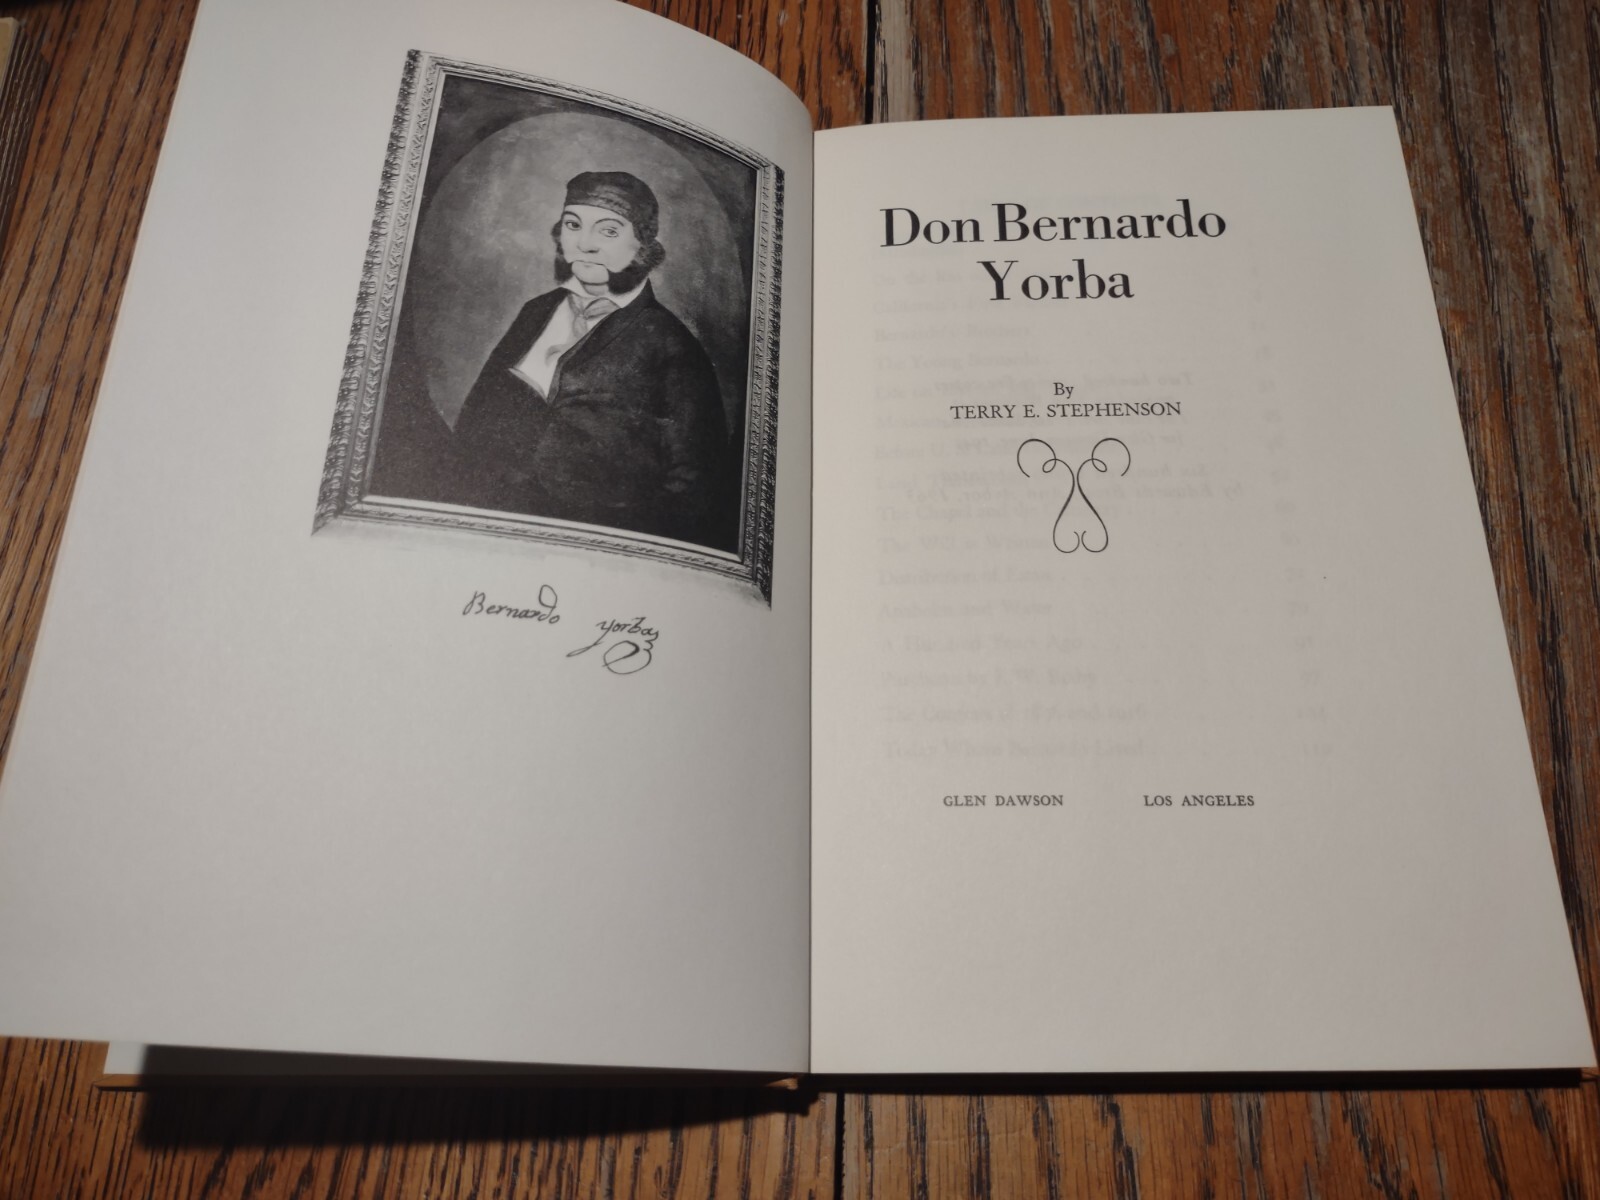 Bernardo Yorba
Don Bernardo
Yorba
By
TERRY E. STEPHENSON
GLEN DAWSON LOS ANGELES